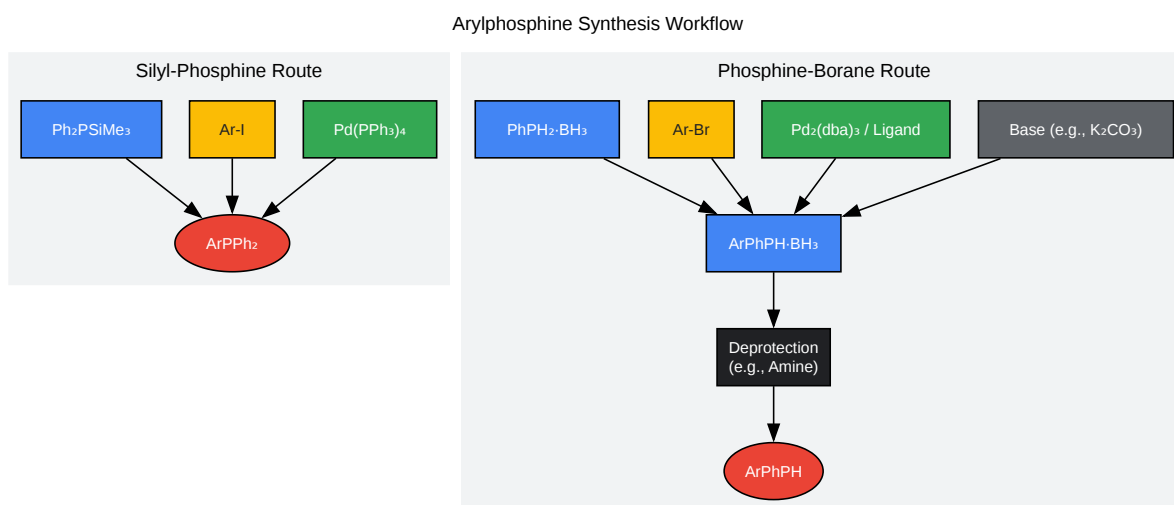 Arylphosphine Synthesis Workflow
Silyl-Phosphine Route
Ph₂PSiMe₃
Ar-I
Pd(PPh₃)₄
ArPPh₂
Phosphine-Borane Route
PhPH₂·BH₃
Ar-Br
Pd₂(dba)₃ / Ligand
Base (e.g., K₂CO₃)
ArPhPH·BH₃
Deprotection
(e.g., Amine)
ArPhPH